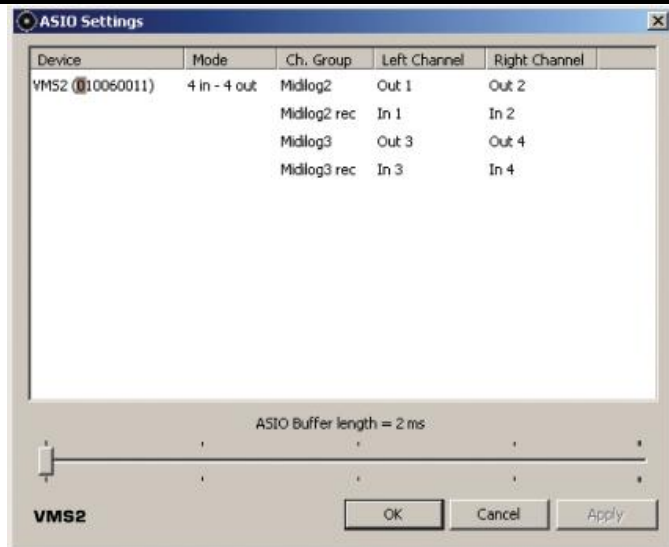 ASIO Settings
Device Mode Ch. Group Left Channel Right Channel
VMS2 (010060011) 4 in - 4 out Midilog2 Out 1 Out 2
Midilog2 rec In 1 In 2
Midilog3 Out 3 Out 4
Midilog3 rec In 3 In 4
ASIO Buffer length = 2 ms
VMS2 OK Cancel Apply